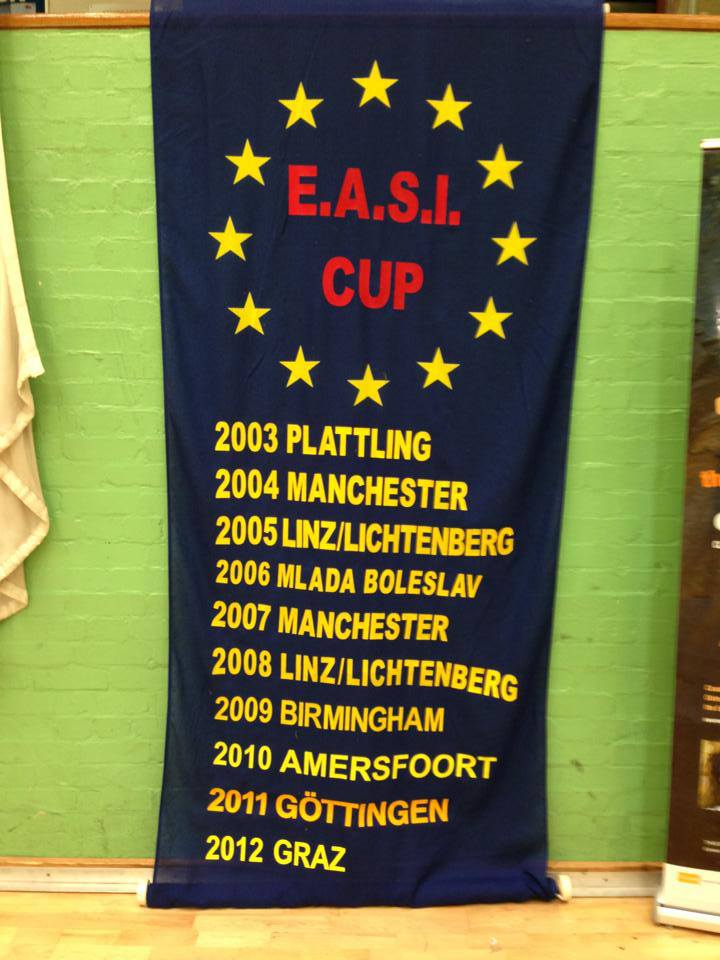 E.A.S.I.
CUP
2003 PLATTLING
2004 MANCHESTER
2005 LINZ/LICHTENBERG
2006 MLADA BOLESLAV
2007 MANCHESTER
2008 LINZ/LICHTENBERG
2009 BIRMINGHAM
2010 AMERSFOORT
2011 GÖTTINGEN
2012 GRAZ